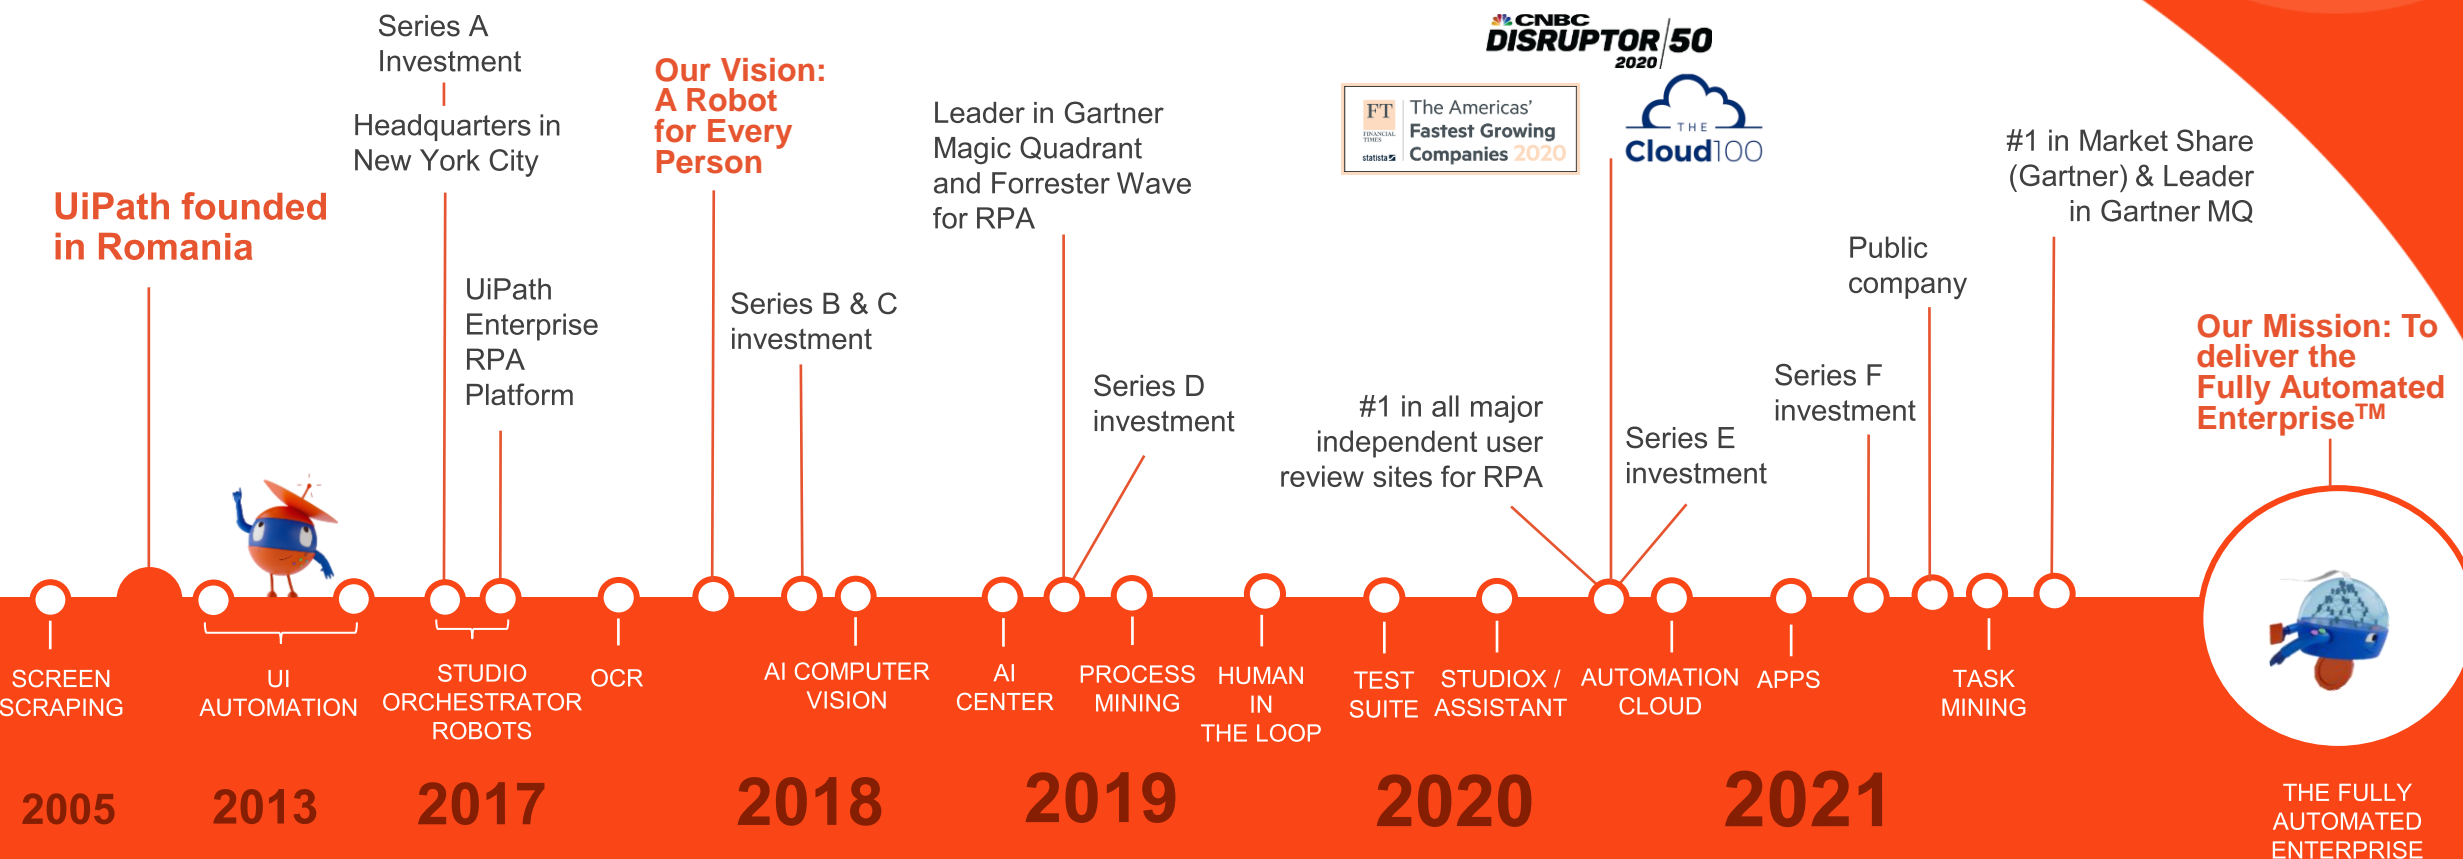 Series A
Investment
Headquarters in
New York City
UiPath founded
in Romania
UiPath
Enterprise
RPA
Platform
Our Vision:
A Robot
for Every
Person
Series B & C
investment
Leader in Gartner
Magic Quadrant
and Forrester Wave
for RPA
Series D
investment
CNBC
DISRUPTOR/50
2020
FT
FINANCIAL
TIMES
statista
The Americas'
Fastest Growing
Companies 2020
THE
Cloud100
#1 in all major
independent user
review sites for RPA
Series E
investment
Series F
investment
Public
company
#1 in Market Share
(Gartner) & Leader
in Gartner MQ
Our Mission: To
deliver the
Fully Automated
Enterprise™
SCREEN
SCRAPING
UI
AUTOMATION
STUDIO
ORCHESTRATOR
ROBOTS
OCR
AI COMPUTER
VISION
AI
CENTER
PROCESS
MINING
HUMAN
IN
THE LOOP
TEST
SUITE
STUDIOX /
ASSISTANT
AUTOMATION
CLOUD
APPS
TASK
MINING
2005
2013
2017
2018
2019
2020
2021
THE FULLY
AUTOMATED
ENTERPRISE